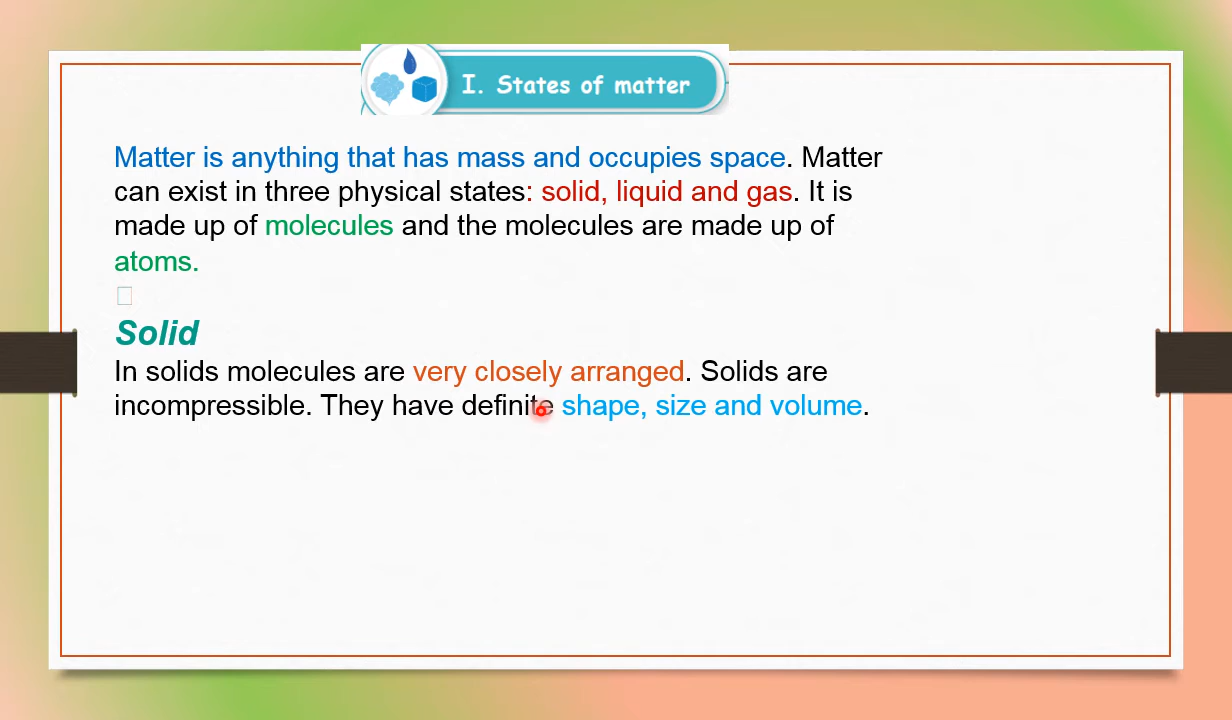 I. States of matter
Matter is anything that has mass and occupies space. Matter
can exist in three physical states: solid, liquid and gas. It is
made up of molecules and the molecules are made up of
atoms.
Solid
In solids molecules are very closely arranged. Solids are
incompressible. They have definite shape, size and volume.